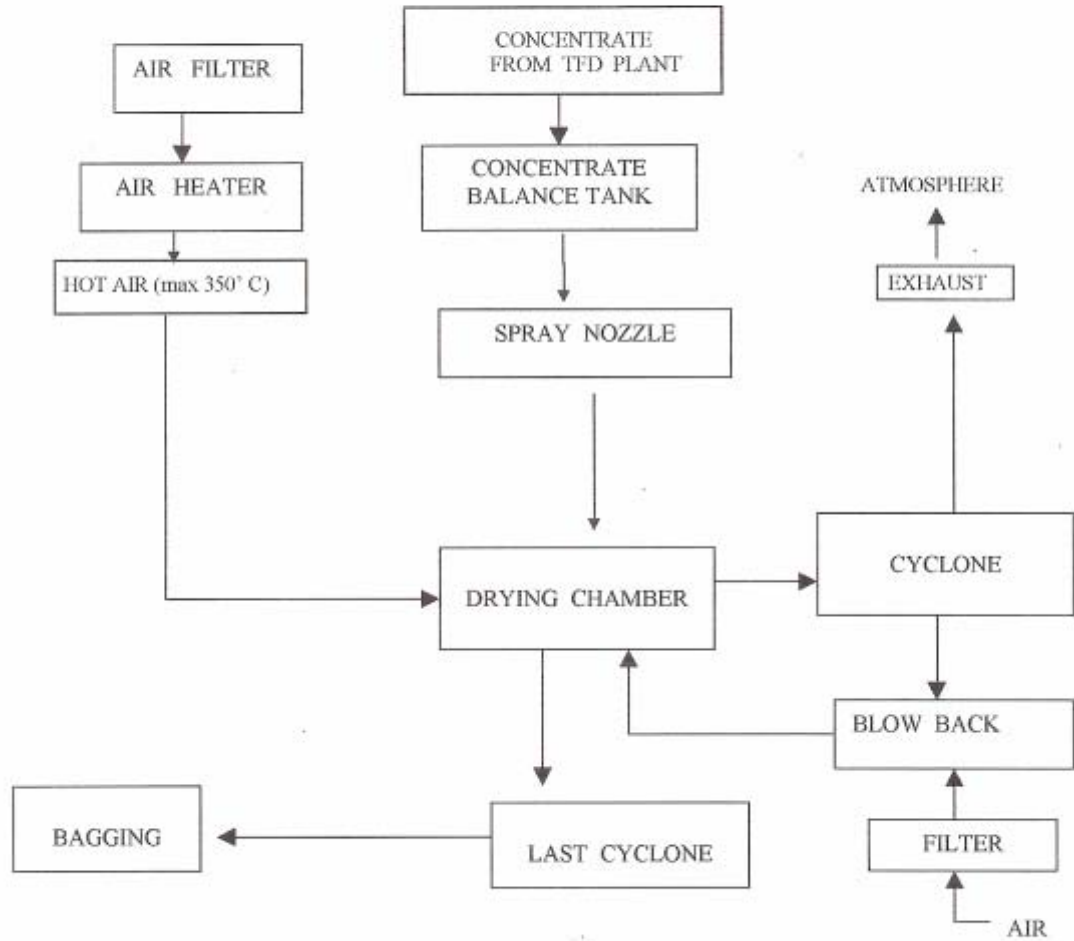 CONCENTRATE
FROM TFD PLANT
AIR FILTER
AIR HEATER
CONCENTRATE
BALANCE TANK
ATMOSPHERE
HOT AIR (max 350° C)
EXHAUST
SPRAY NOZZLE
CYCLONE
DRYING CHAMBER
BLOW BACK
BAGGING
LAST CYCLONE
FILTER
AIR